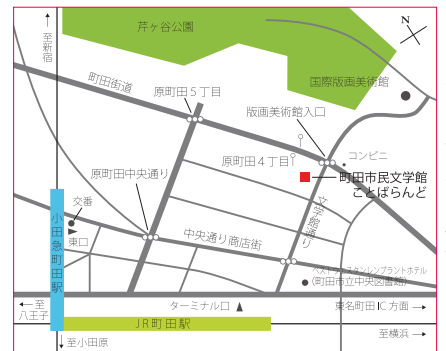 芹ヶ谷公園
N
←至新宿
町田街道
原町田5丁目
国際版画美術館
版画美術館入口
原町田4丁目
コンビニ
町田市民文学館
ことばらんど
原町田中央通り
文学館通り
交番
東口
小田急町田駅
中央通り商店街
(町田市立中央図書館)
←至
八王子
ターミナル口
東名町田IC方面→
JR町田駅
至横浜→
↓至小田原